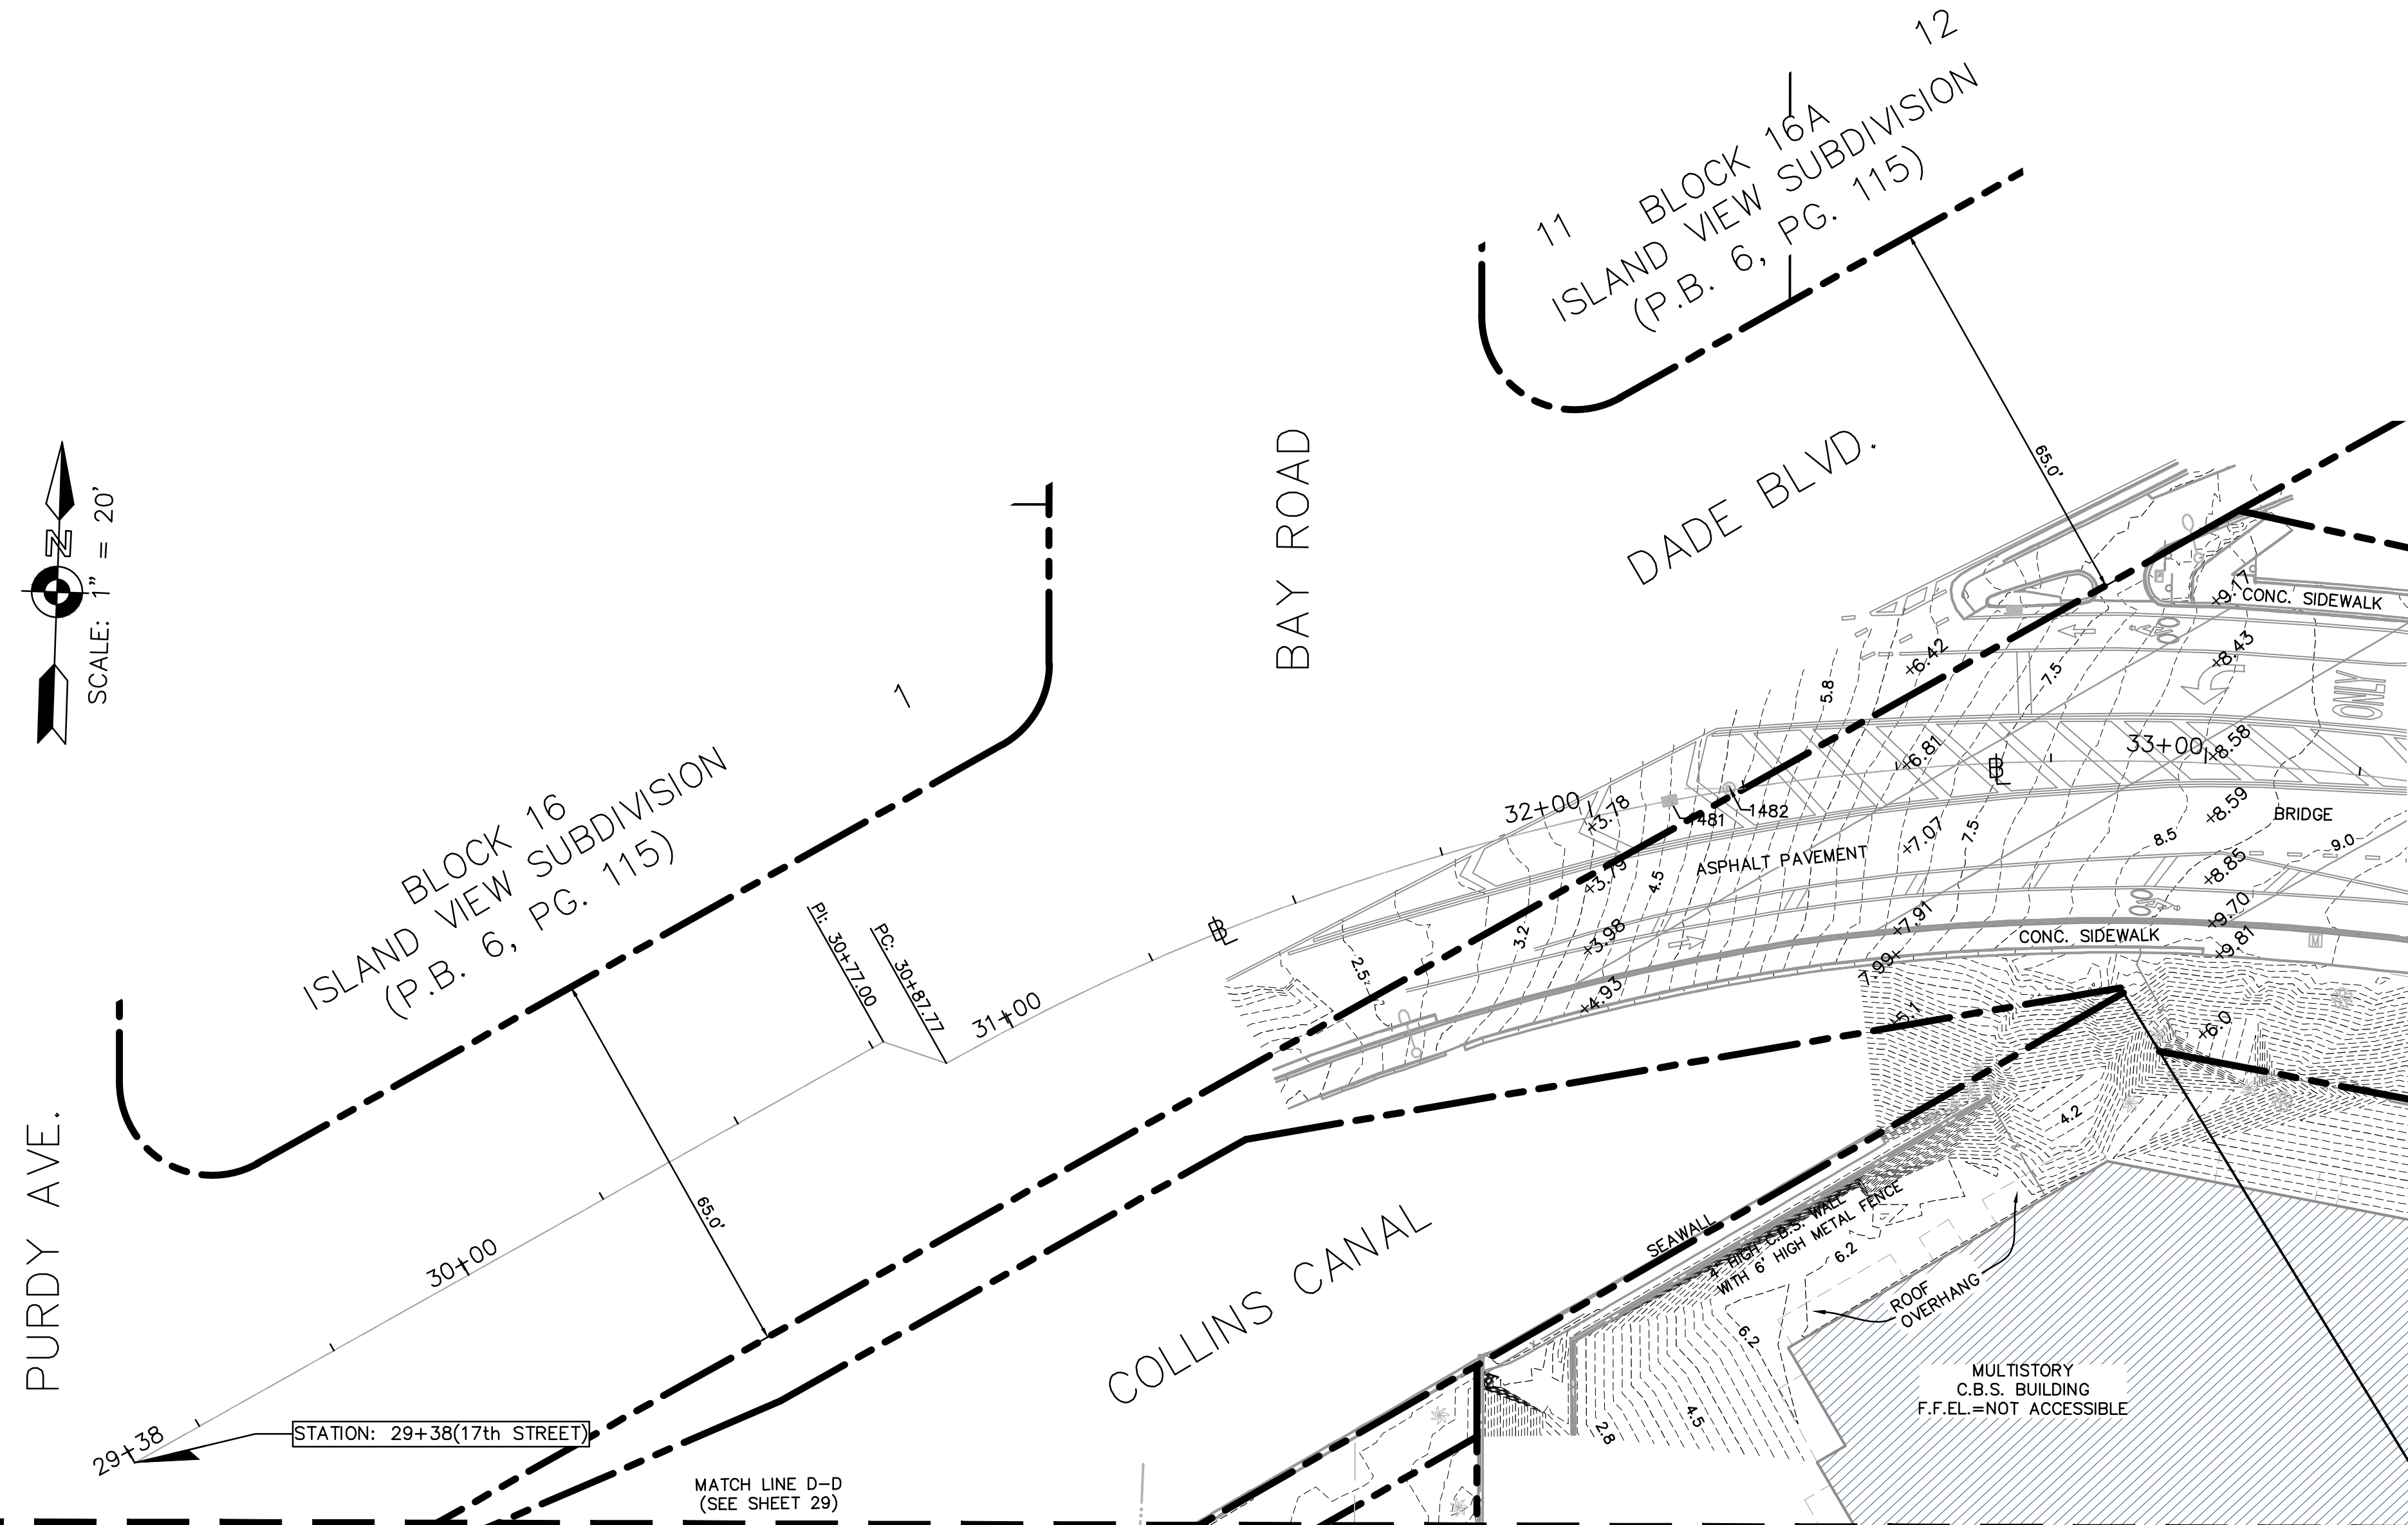 12
11
BLOCK 16A
ISLAND VIEW SUBDIVISION
(P.B. 6, PG. 115)
65.0'
DADE BLVD.
BAY ROAD
N
SCALE: 1" = 20'
1
BLOCK 16
ISLAND VIEW SUBDIVISION
(P.B. 6, PG. 115)
PI: 30+77.00
PC: 30+87.77
31+00
32+00
33+00
30+00
29+38
65.0'
PURDY AVE.
STATION: 29+38(17th STREET)
MATCH LINE D-D
(SEE SHEET 29)
COLLINS CANAL
+9.17
CONC. SIDEWALK
+8.43
+6.42
7.5
5.8
ONLY
+8.58
+6.81
+3.78
1481
1482
+8.59
BRIDGE
+7.07
7.5
8.5
9.0
ASPHALT PAVEMENT
+3.79
4.5
+8.85
+9.70
+7.91
CONC. SIDEWALK
+9.81
M
+3.98
3.2
2.5
7.99+
+4.93
+5.1
+6.0
4.2
SEAWALL
4' HIGH C.B.S. WALL
WITH 6' HIGH METAL FENCE
6.2
ROOF
OVERHANG
6.2
4.5
2.8
MULTISTORY
C.B.S. BUILDING
F.F.EL.=NOT ACCESSIBLE